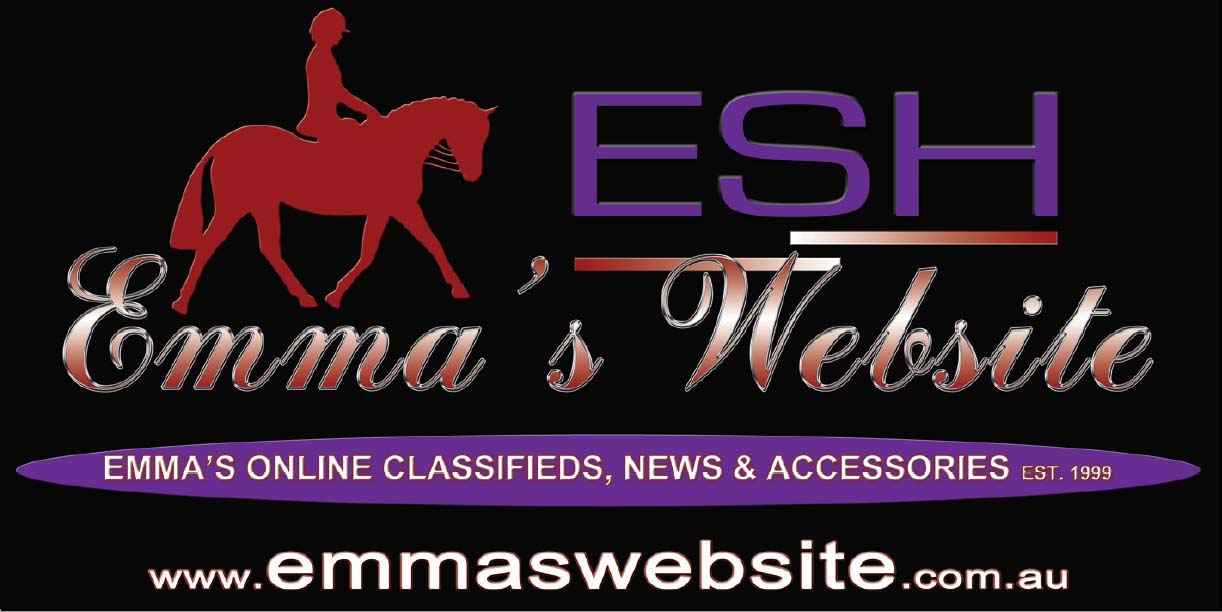 ESH
Emma's Website
EMMA'S ONLINE CLASSIFIEDS, NEWS & ACCESSORIES EST. 1999
www.emmaswebsite.com.au